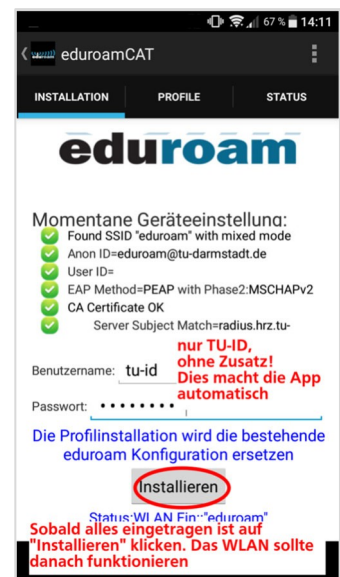 67 % 14:11
eduroamCAT
INSTALLATION PROFILE STATUS
eduroam
Momentane Geräteeinstellung:
Found SSID "eduroam" with mixed mode
Anon ID=eduroam@tu-darmstadt.de
User ID=
EAP Method=PEAP with Phase2:MSCHAPv2
CA Certificate OK
Server Subject Match=radius.hrz.tu-
nur TU-ID,
ohne Zusatz!
Dies macht die App
automatisch
Benutzername: tu-id
Passwort: ••••••••
Die Profilinstallation wird die bestehende
eduroam Konfiguration ersetzen
Installieren
Status:WLAN Ein::"eduroam"
Sobald alles eingetragen ist auf
"Installieren" klicken. Das WLAN sollte
danach funktionieren